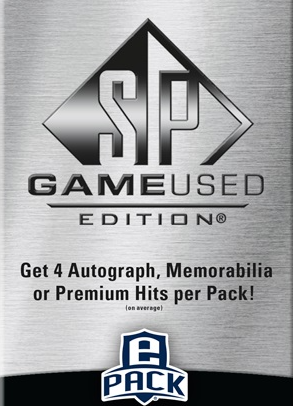 SP
GAMEUSED
EDITION®
Get 4 Autograph, Memorabilia
or Premium Hits per Pack!
(on average)
e
PACK